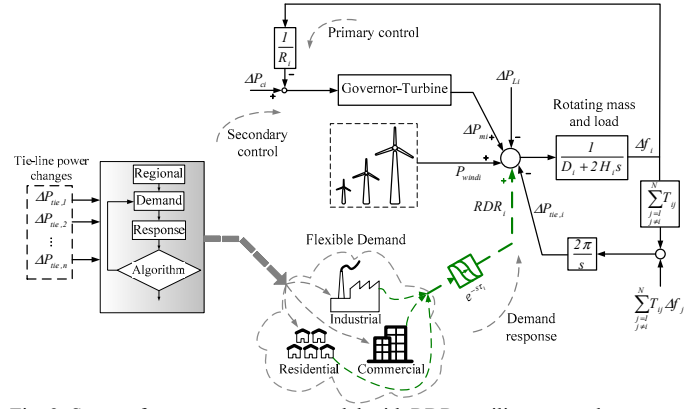 Primary control
1
R_i
ΔP_ci
+
−
Governor-Turbine
ΔP_Li
−
Rotating mass
and load
ΔP_mi
+
1
D_i + 2H_i s
Δf_i
Secondary
control
Tie-line power
changes
ΔP_tie,1
ΔP_tie,2
⋮
ΔP_tie,n
Regional
Demand
Response
Algorithm
P_windi
+
+
−
RDR_i
ΔP_tie,i
N
∑ T_ij
j=1
j≠i
2π
s
Flexible Demand
Industrial
Residential
Commercial
e^−sτ_i
Demand
response
N
∑ T_ij Δf_j
j=1
j≠i